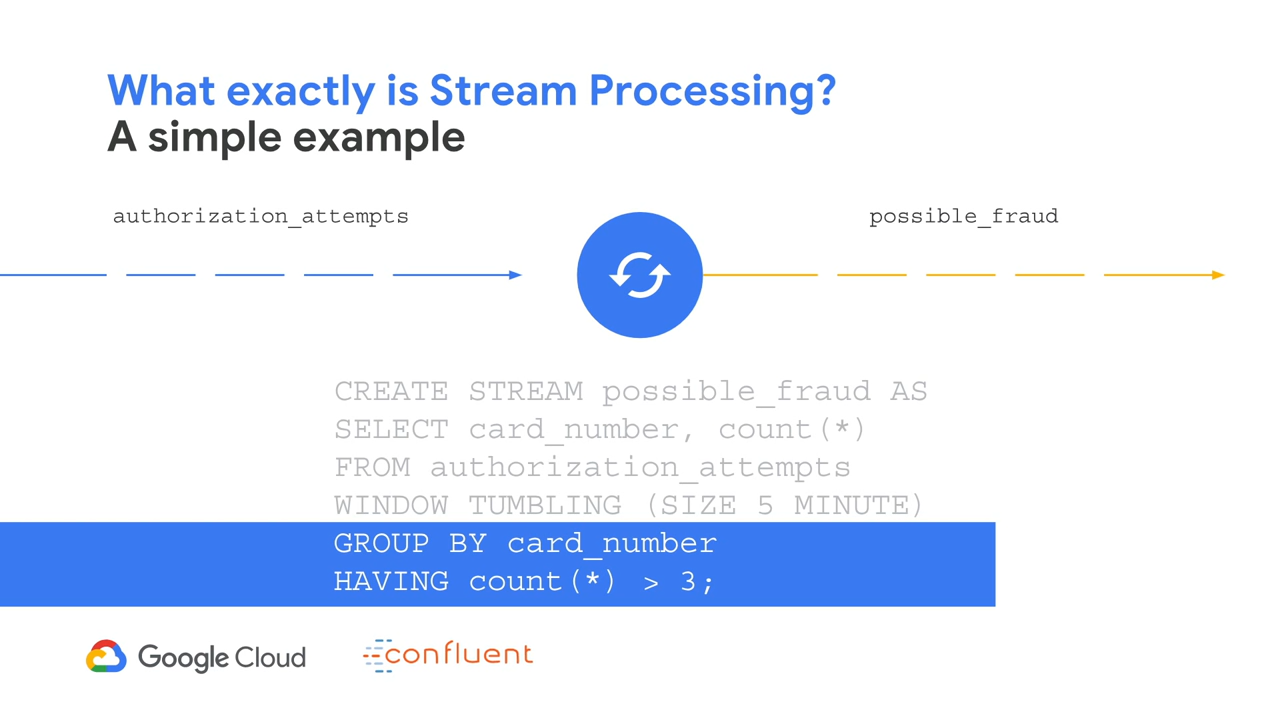 What exactly is Stream Processing?
A simple example
authorization_attempts
possible_fraud
CREATE STREAM possible_fraud AS
SELECT card_number, count(*)
FROM authorization_attempts
WINDOW TUMBLING (SIZE 5 MINUTE)
GROUP BY card_number
HAVING count(*) > 3;
Google Cloud
confluent